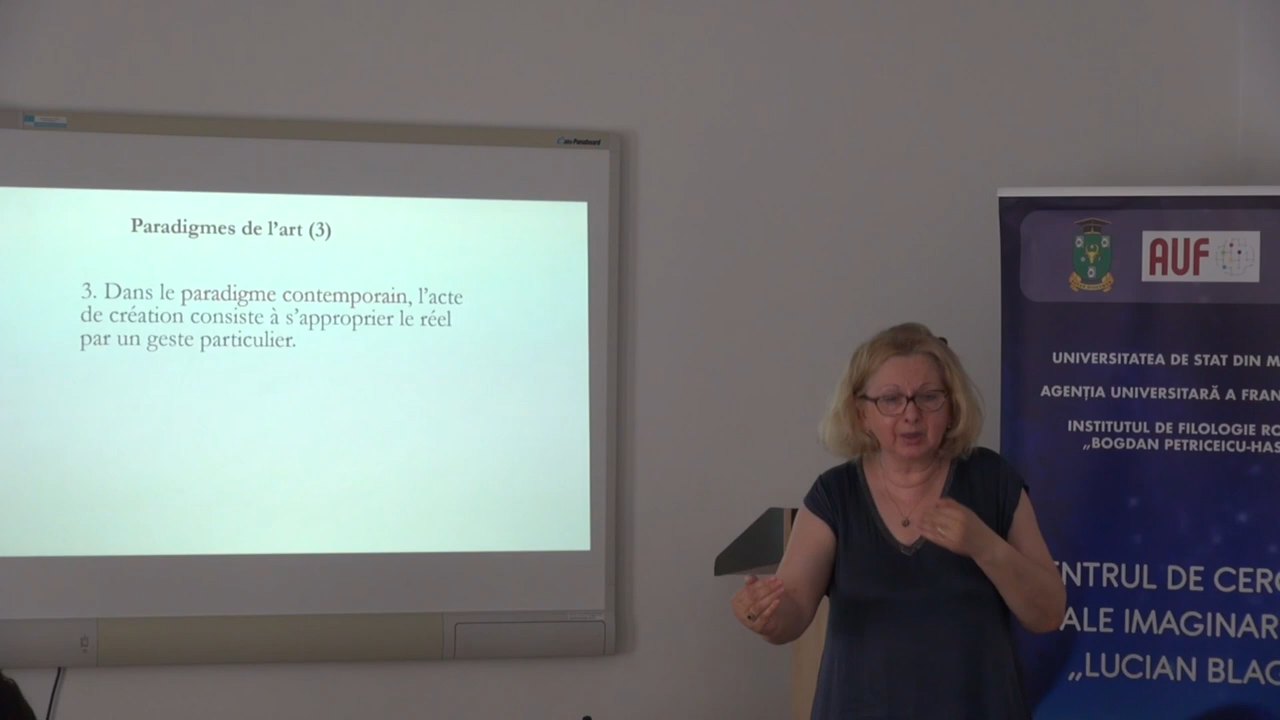 Paradigmes de l'art (3)
3. Dans le paradigme contemporain, l'acte
de création consiste à s'approprier le réel
par un geste particulier.
AUF
UNIVERSITATEA DE STAT DIN M
AGENȚIA UNIVERSITARĂ A FRAN
INSTITUTUL DE FILOLOGIE RO
„BOGDAN PETRICEICU-HAS
ENTRUL DE CERC
ALE IMAGINAR
„LUCIAN BLAG